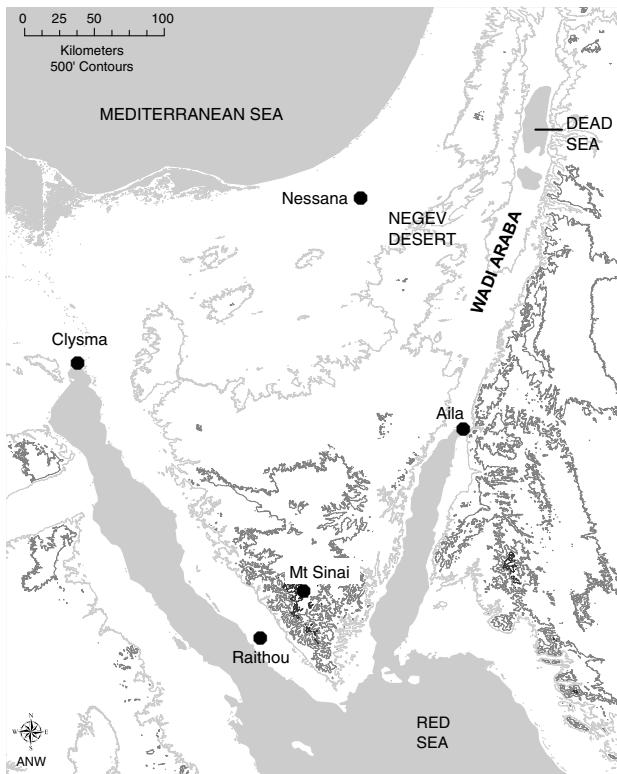 0 25 50 100
Kilometers
500' Contours
MEDITERRANEAN SEA
DEAD
SEA
Nessana
NEGEV
DESERT
WADI ARABA
Clysma
Aila
Mt Sinai
Raithou
RED
SEA
N
W E
S
ANW